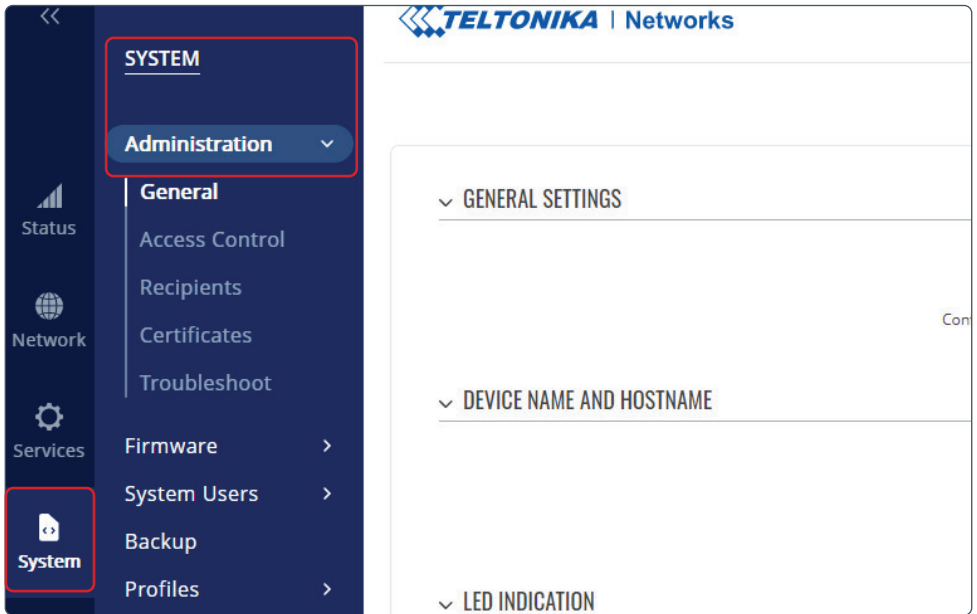 TELTONIKA | Networks
SYSTEM
Administration
General
Access Control
Recipients
Certificates
Troubleshoot
Firmware
System Users
Backup
Profiles
Status
Network
Services
System
GENERAL SETTINGS
DEVICE NAME AND HOSTNAME
LED INDICATION